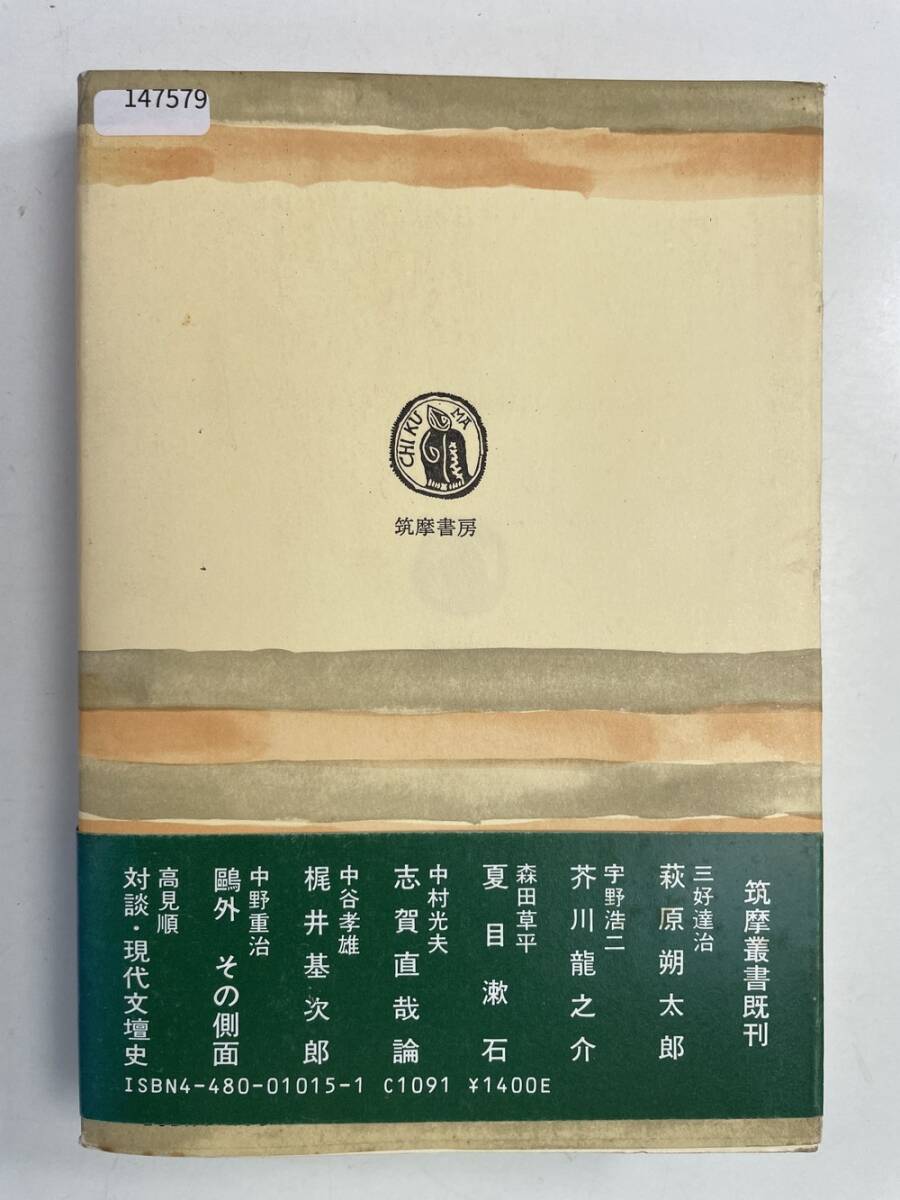 147579
CHIKUMA
筑摩書房
筑摩叢書既刊
三好達治
萩原朔太郎
宇野浩二
芥川龍之介
森田草平
夏目漱石
中村光夫
志賀直哉論
中谷孝雄
梶井基次郎
中野重治
鷗外 その側面
高見順
対談・現代文壇史
ISBN4-480-01015-1 C1091 ¥1400E